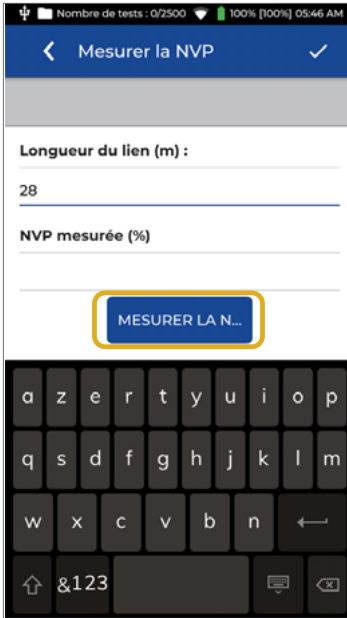 Nombre de tests : 0/2500 100% [100%] 05:46 AM
Mesurer la NVP
Longueur du lien (m) :
28
NVP mesurée (%)
MESURER LA N...
a z e r t y u i o p
q s d f g h j k l m
w x c v b n
&123